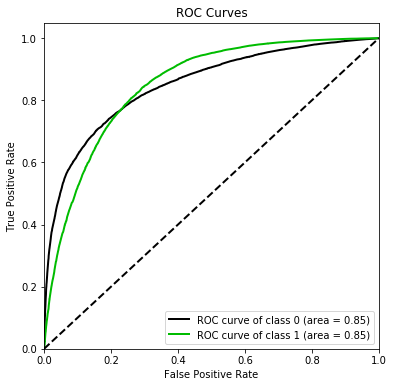 ROC Curves
True Positive Rate
1.0
0.8
0.6
0.4
0.2
0.0
ROC curve of class 0 (area = 0.85)
ROC curve of class 1 (area = 0.85)
0.0 0.2 0.4 0.6 0.8 1.0
False Positive Rate